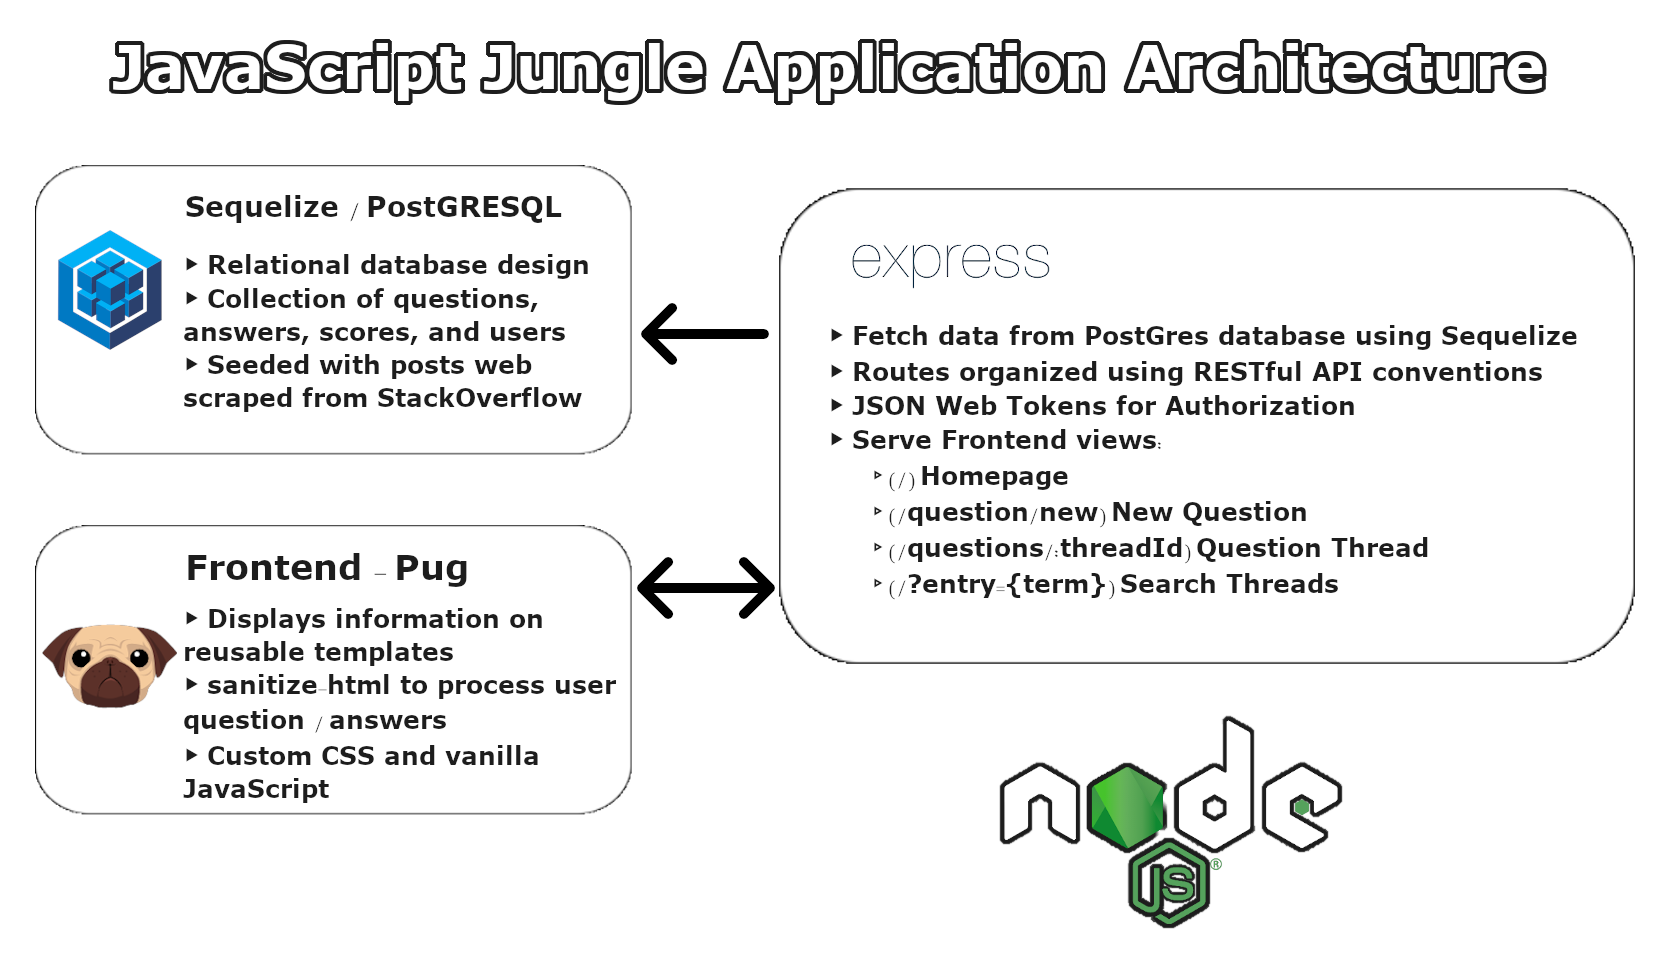 JavaScript Jungle Application Architecture
Sequelize / PostGRESQL
‣ Relational database design
‣ Collection of questions,
answers, scores, and users
‣ Seeded with posts web
scraped from StackOverflow
Frontend - Pug
‣ Displays information on
reusable templates
‣ sanitize-html to process user
question / answers
‣ Custom CSS and vanilla
JavaScript
express
‣ Fetch data from PostGres database using Sequelize
‣ Routes organized using RESTful API conventions
‣ JSON Web Tokens for Authorization
‣ Serve Frontend views:
▹(/) Homepage
▹(/question/new) New Question
▹(/questions/:threadId) Question Thread
▹(/?entry={term}) Search Threads
node
JS®